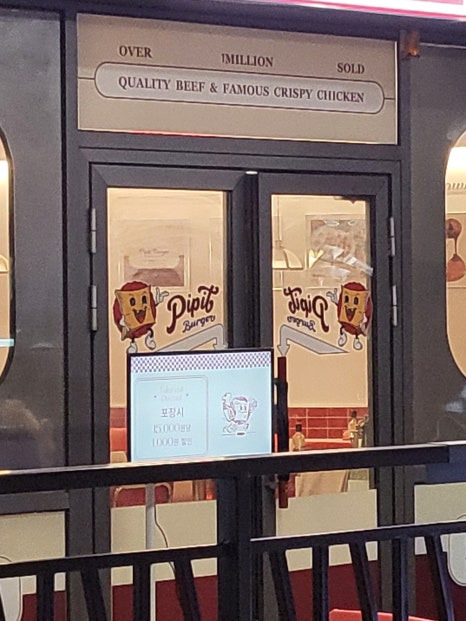 OVER 1MILLION SOLD
QUALITY BEEF & FAMOUS CRISPY CHICKEN
Pipit
Burger
Pipit
Burger
포장시
15,000원당
1,000원 할인